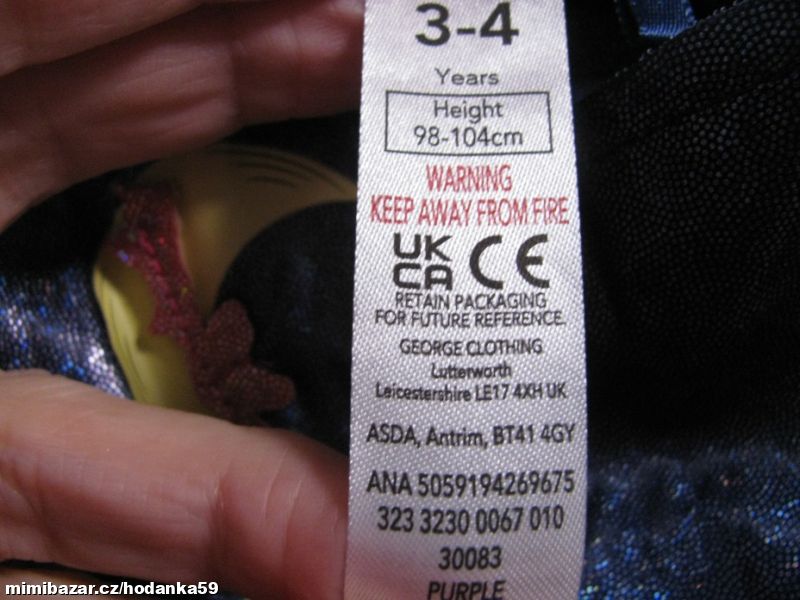 3-4
Years
Height
98-104cm
WARNING
KEEP AWAY FROM FIRE
UK
CA CE
RETAIN PACKAGING
FOR FUTURE REFERENCE.
GEORGE CLOTHING
Lutterworth
Leicestershire LE17 4XH UK
ASDA, Antrim, BT41 4GY
ANA 5059194269675
323 3230 0067 010
30083
PURPLE
mimibazar.cz/hodanka59